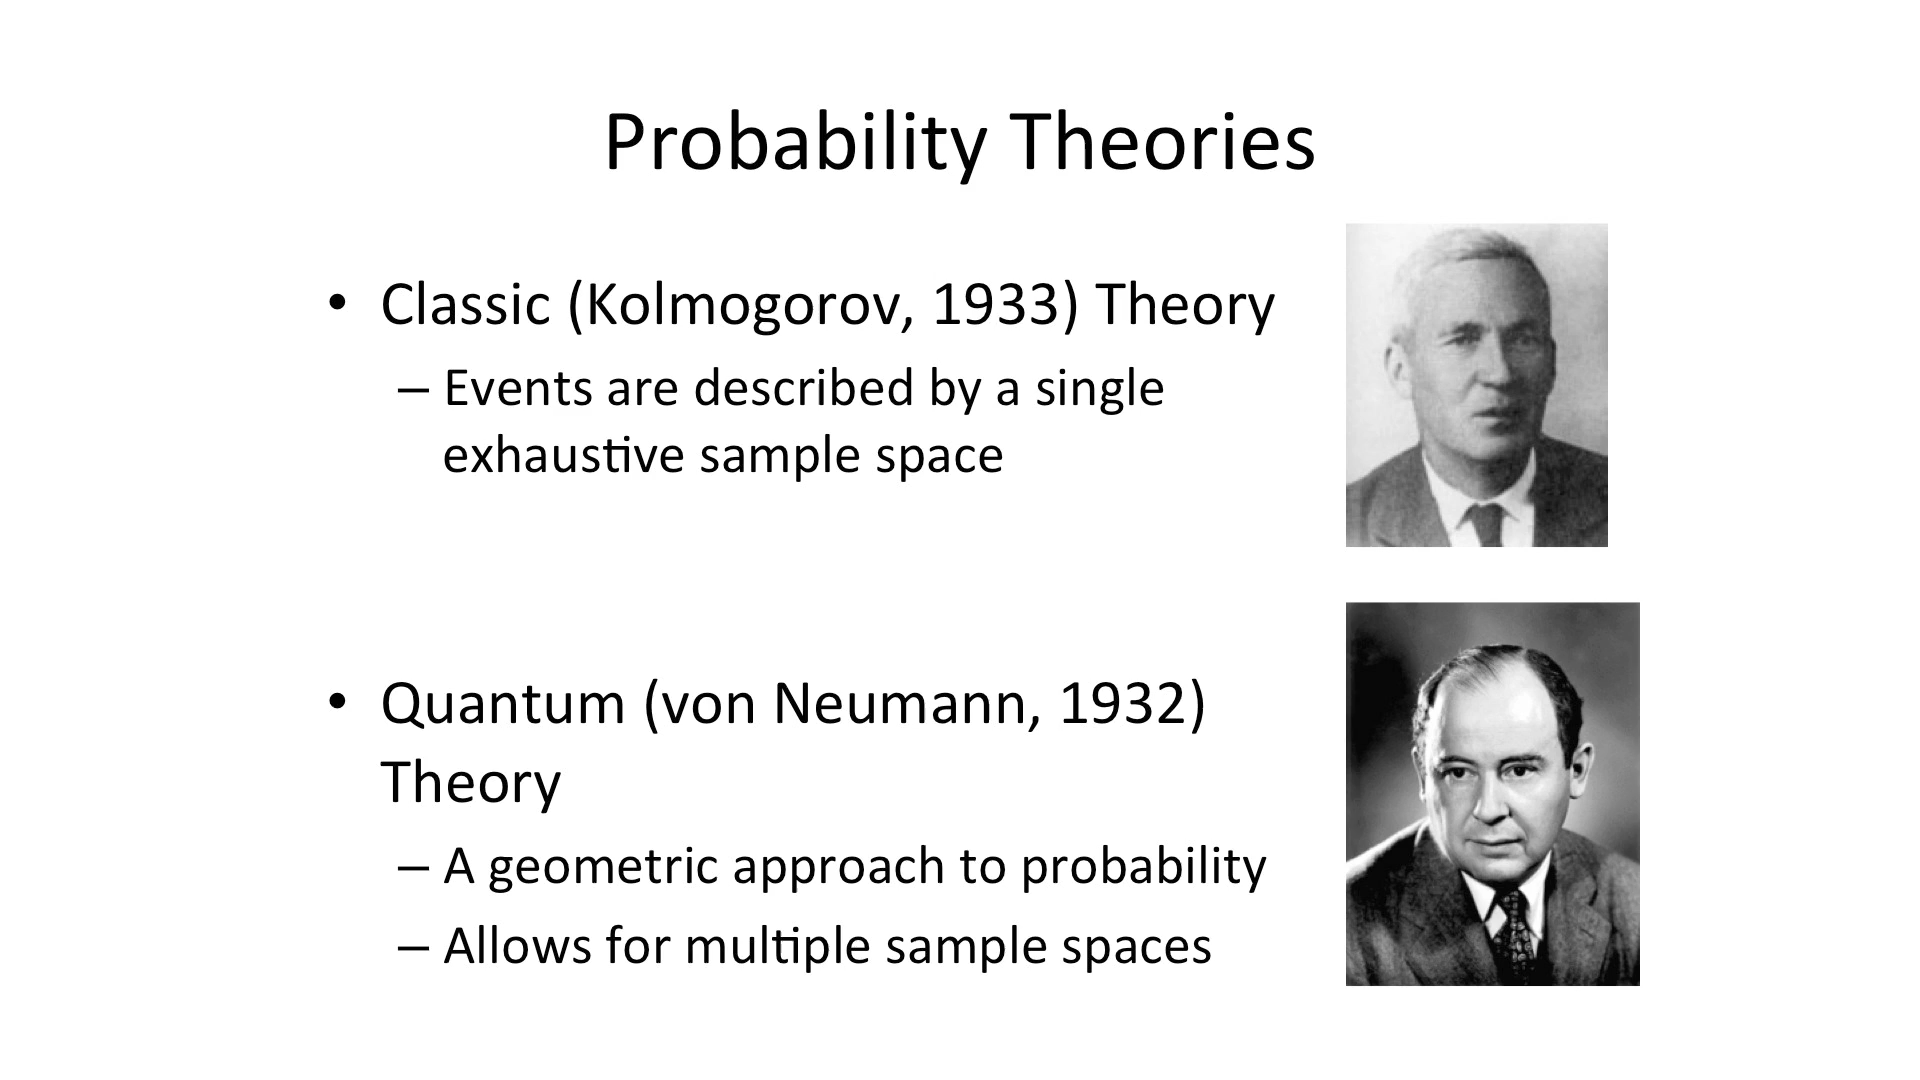 Probability Theories
• Classic (Kolmogorov, 1933) Theory
– Events are described by a single
exhaustive sample space
• Quantum (von Neumann, 1932)
Theory
– A geometric approach to probability
– Allows for multiple sample spaces